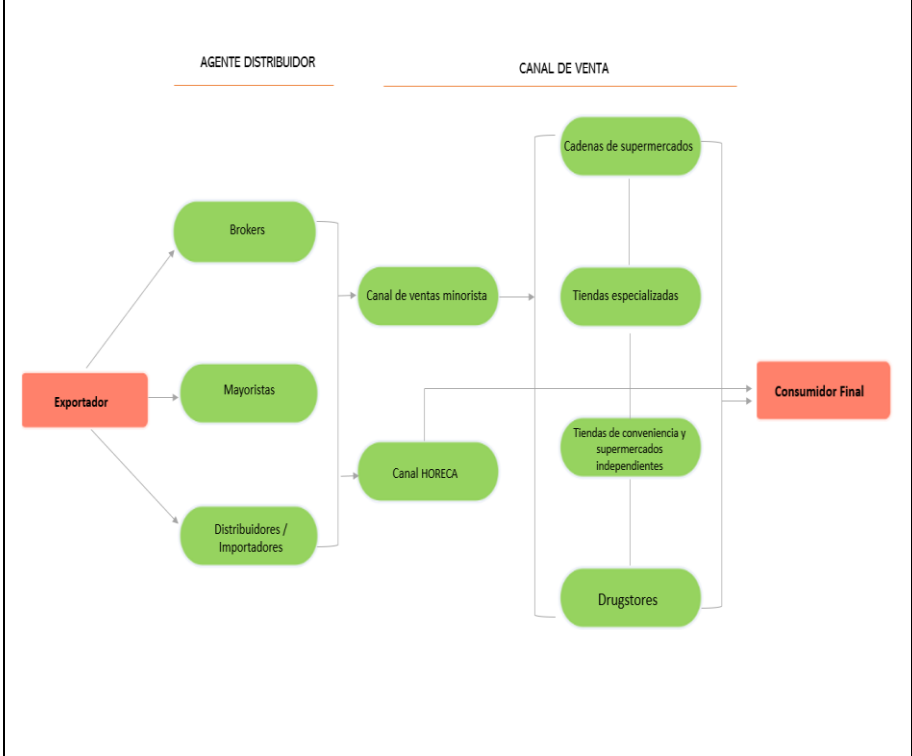 AGENTE DISTRIBUIDOR
CANAL DE VENTA
Cadenas de supermercados
Brokers
Canal de ventas minorista
Tiendas especializadas
Mayoristas
Exportador
Consumidor Final
Tiendas de conveniencia y
supermercados
independientes
Canal HORECA
Distribuidores /
Importadores
Drugstores